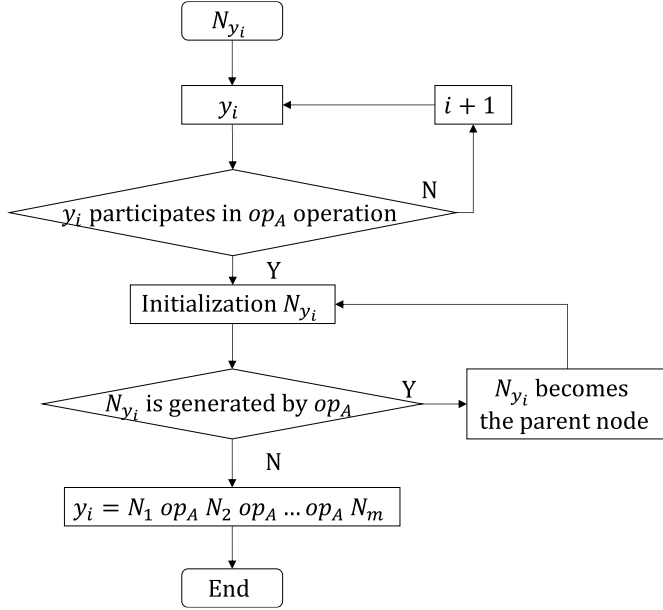 N_{y_i}
y_i
i + 1
N
y_i participates in op_A operation
Y
Initialization N_{y_i}
Y
N_{y_i} is generated by op_A
N_{y_i} becomes
the parent node
N
y_i = N_1 op_A N_2 op_A … op_A N_m
End